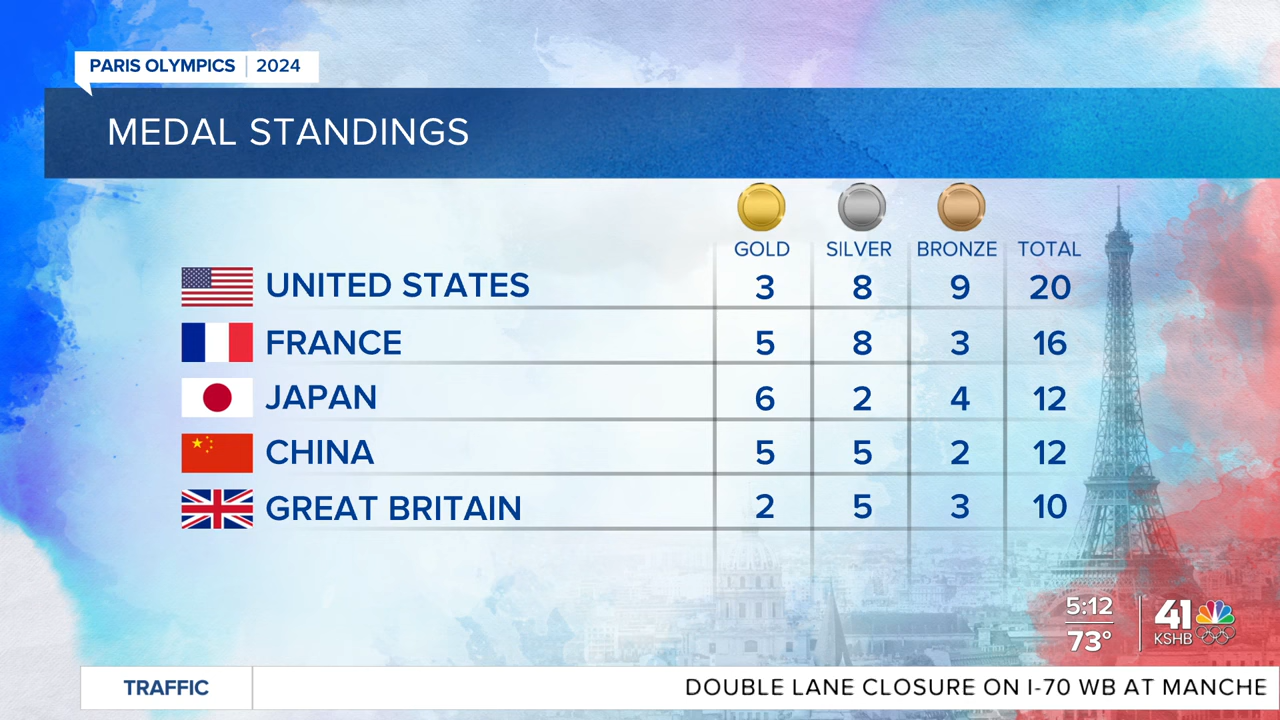 PARIS OLYMPICS | 2024
MEDAL STANDINGS
GOLD SILVER BRONZE TOTAL
UNITED STATES 3 8 9 20
FRANCE 5 8 3 16
JAPAN 6 2 4 12
CHINA 5 5 2 12
GREAT BRITAIN 2 5 3 10
5:12
73°
41
KSHB
TRAFFIC DOUBLE LANE CLOSURE ON I-70 WB AT MANCHE